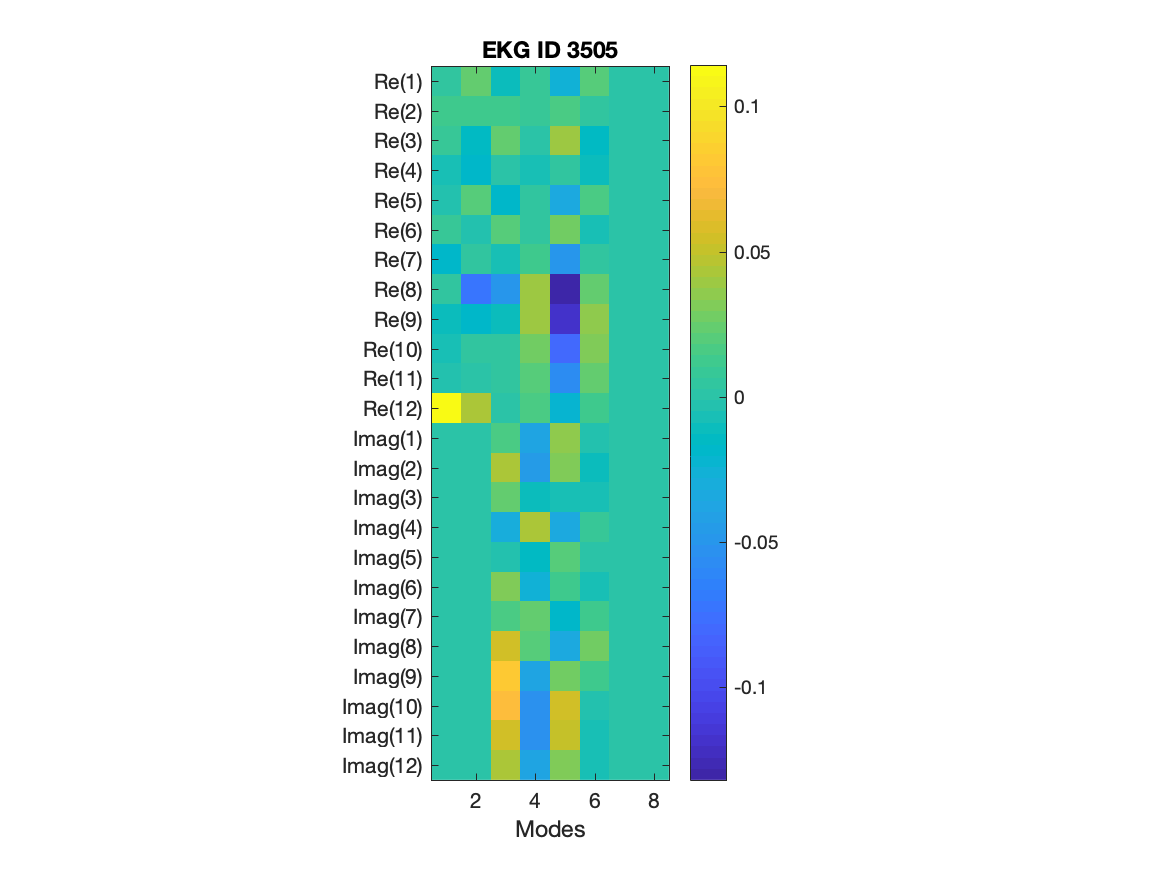 EKG ID 3505
Re(1)
Re(2)
Re(3)
Re(4)
Re(5)
Re(6)
Re(7)
Re(8)
Re(9)
Re(10)
Re(11)
Re(12)
Imag(1)
Imag(2)
Imag(3)
Imag(4)
Imag(5)
Imag(6)
Imag(7)
Imag(8)
Imag(9)
Imag(10)
Imag(11)
Imag(12)
2 4 6 8
Modes
0.1
0.05
0
-0.05
-0.1